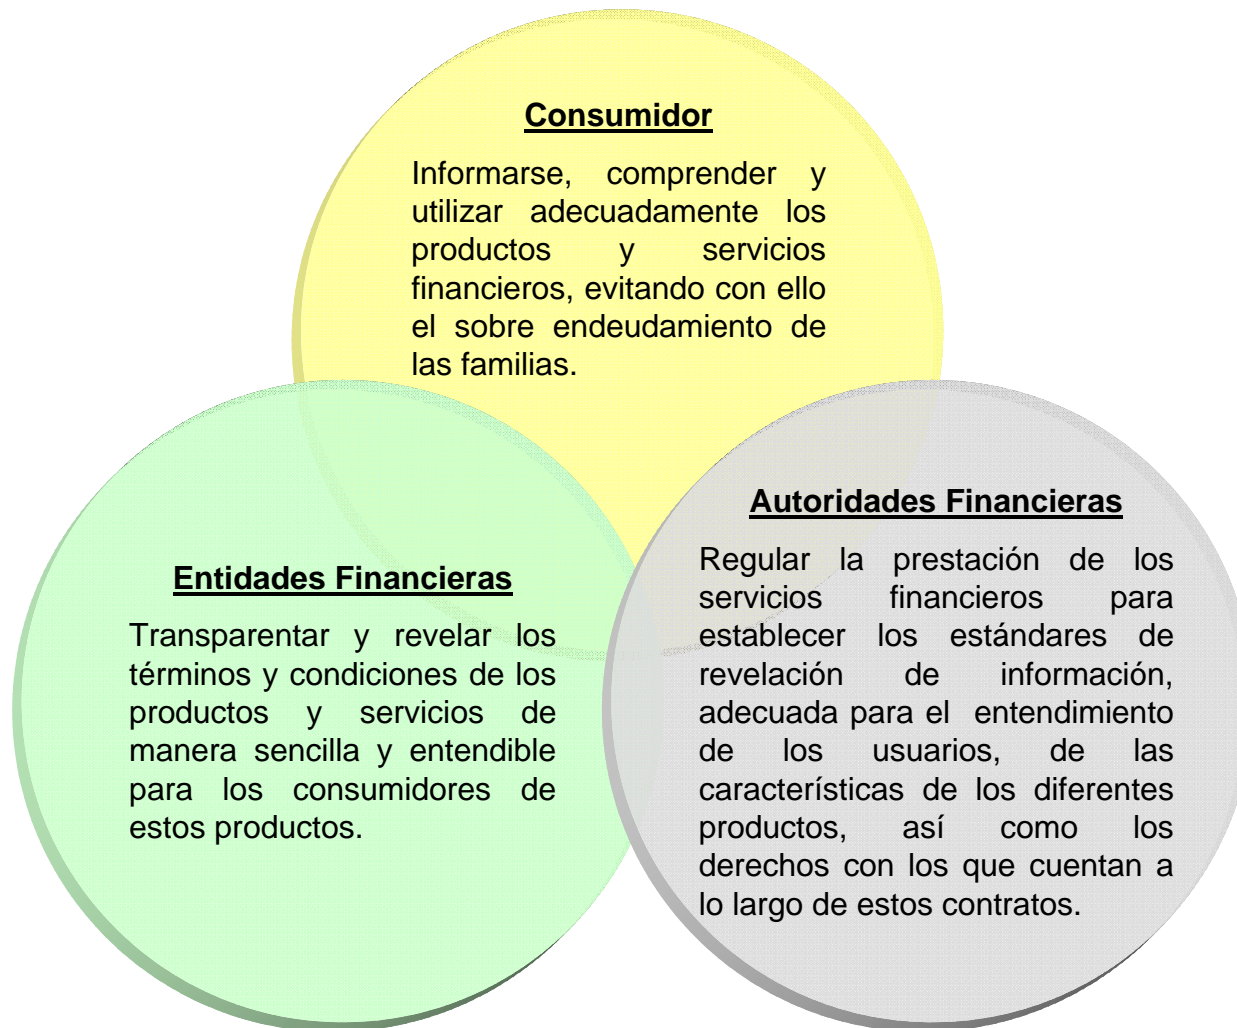 Consumidor
Informarse, comprender y
utilizar adecuadamente los
productos y servicios
financieros, evitando con ello
el sobre endeudamiento de
las familias.
Entidades Financieras
Transparentar y revelar los
términos y condiciones de los
productos y servicios de
manera sencilla y entendible
para los consumidores de
estos productos.
Autoridades Financieras
Regular la prestación de los
servicios financieros para
establecer los estándares de
revelación de información,
adecuada para el entendimiento
de los usuarios, de las
características de los diferentes
productos, así como los
derechos con los que cuentan a
lo largo de estos contratos.